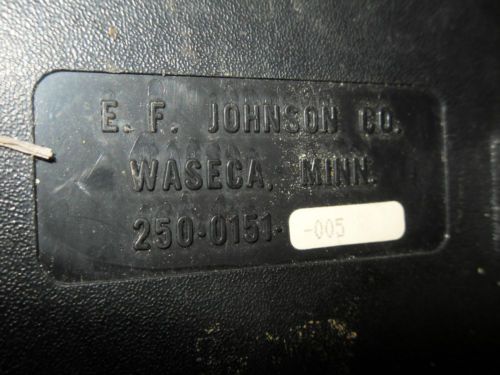 E. F. JOHNSON CO.
WASECA, MINN.
250-0151- -005